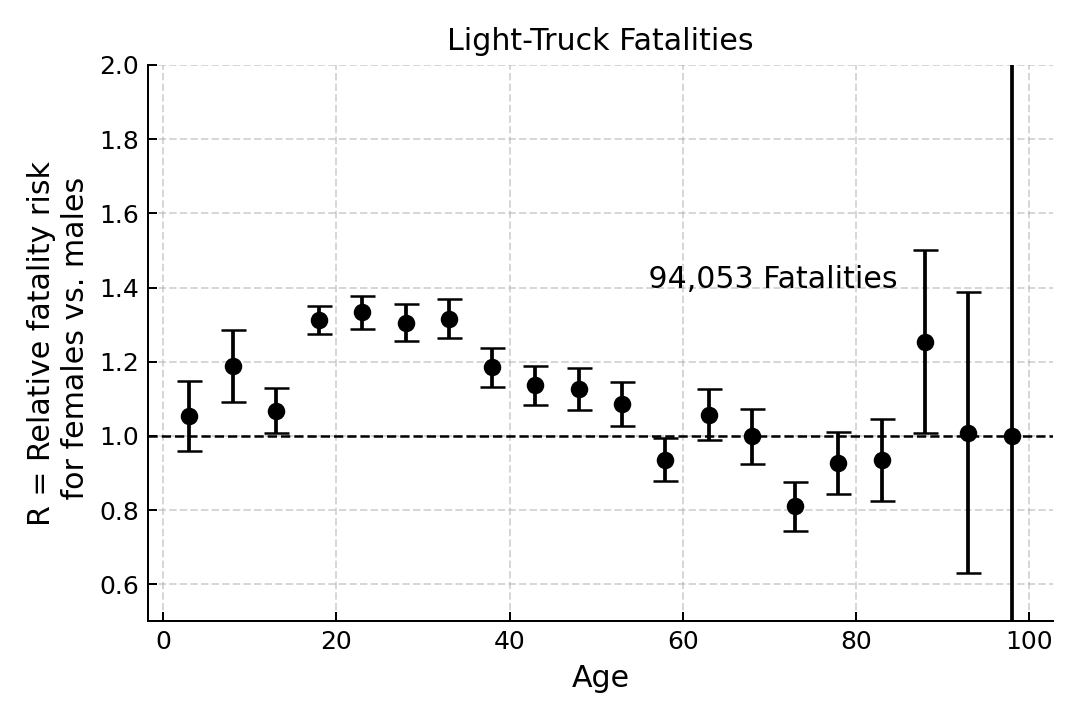 Light-Truck Fatalities
R = Relative fatality risk
for females vs. males
2.0
1.8
1.6
1.4
1.2
1.0
0.8
0.6
94,053 Fatalities
0 20 40 60 80 100
Age